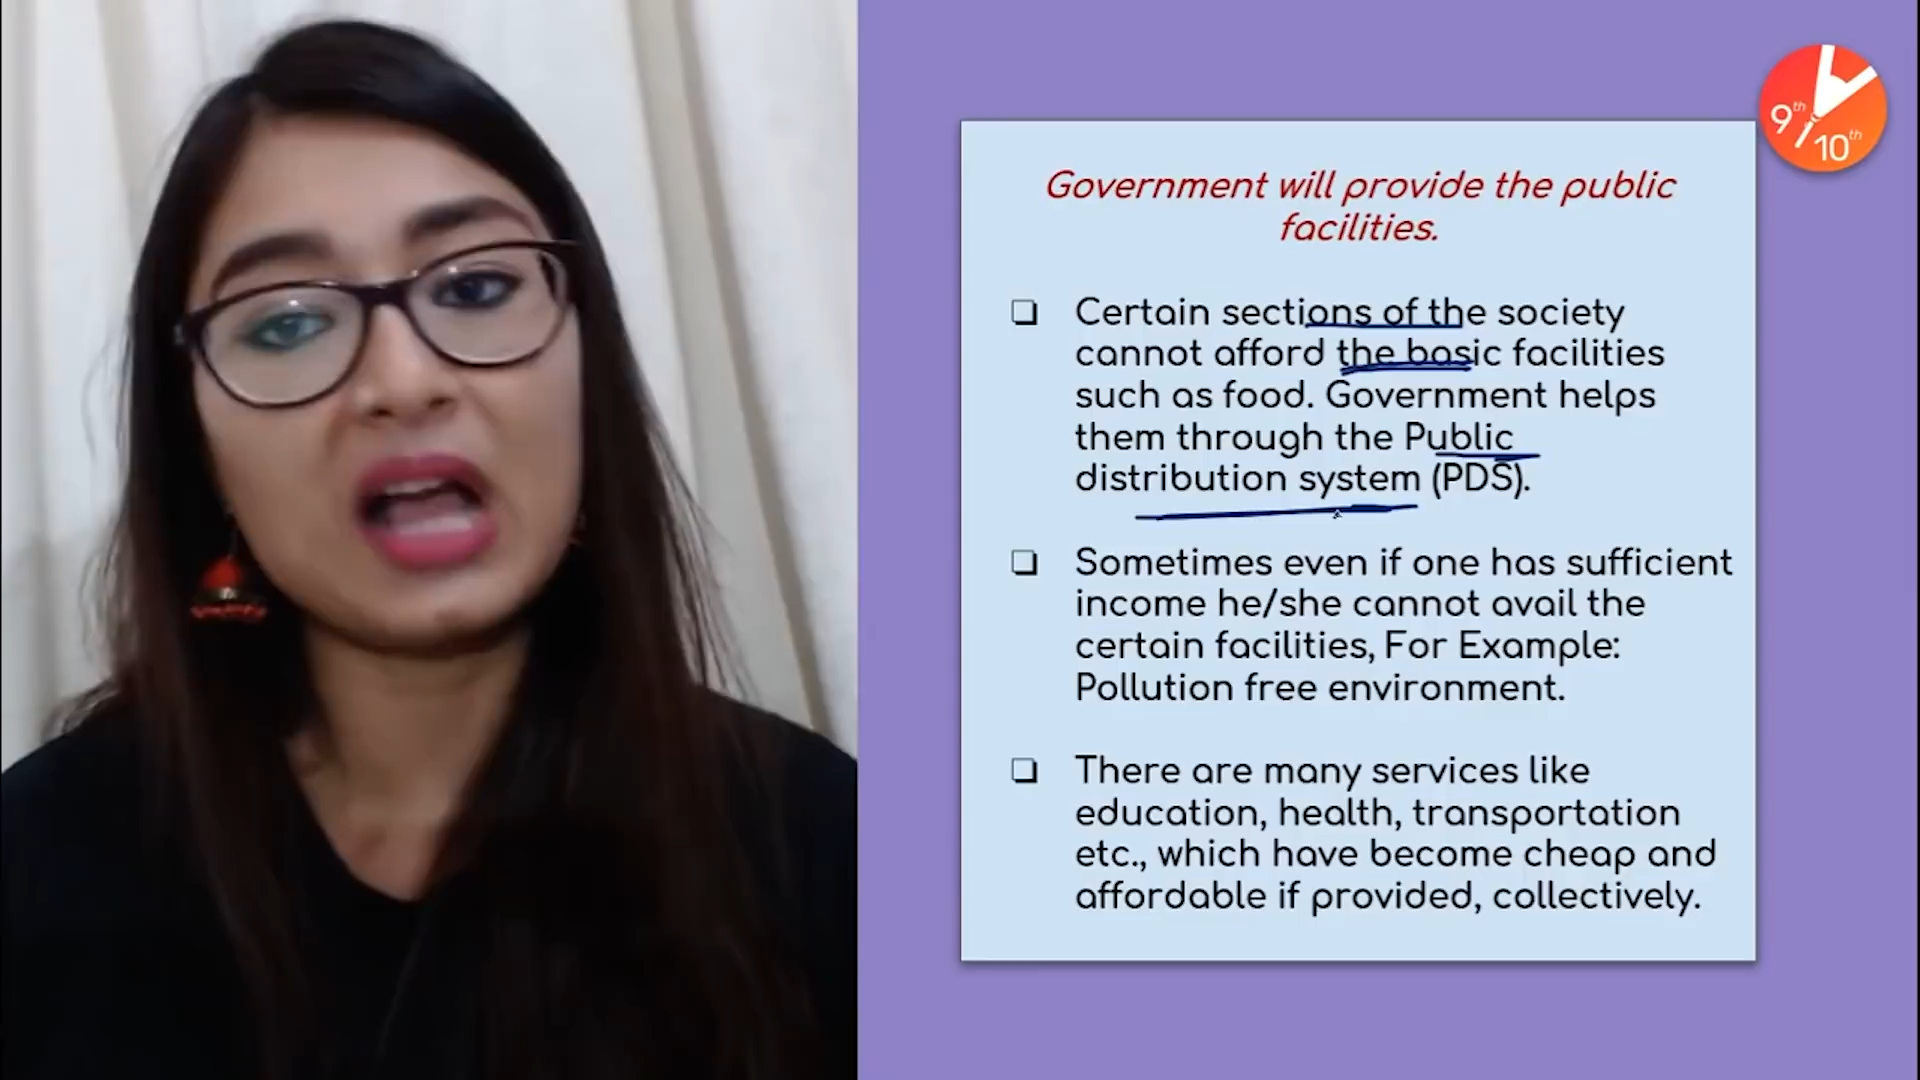 9th
10th
Government will provide the public
facilities.
❑ Certain sections of the society
cannot afford the basic facilities
such as food. Government helps
them through the Public
distribution system (PDS).
❑ Sometimes even if one has sufficient
income he/she cannot avail the
certain facilities, For Example:
Pollution free environment.
❑ There are many services like
education, health, transportation
etc., which have become cheap and
affordable if provided, collectively.